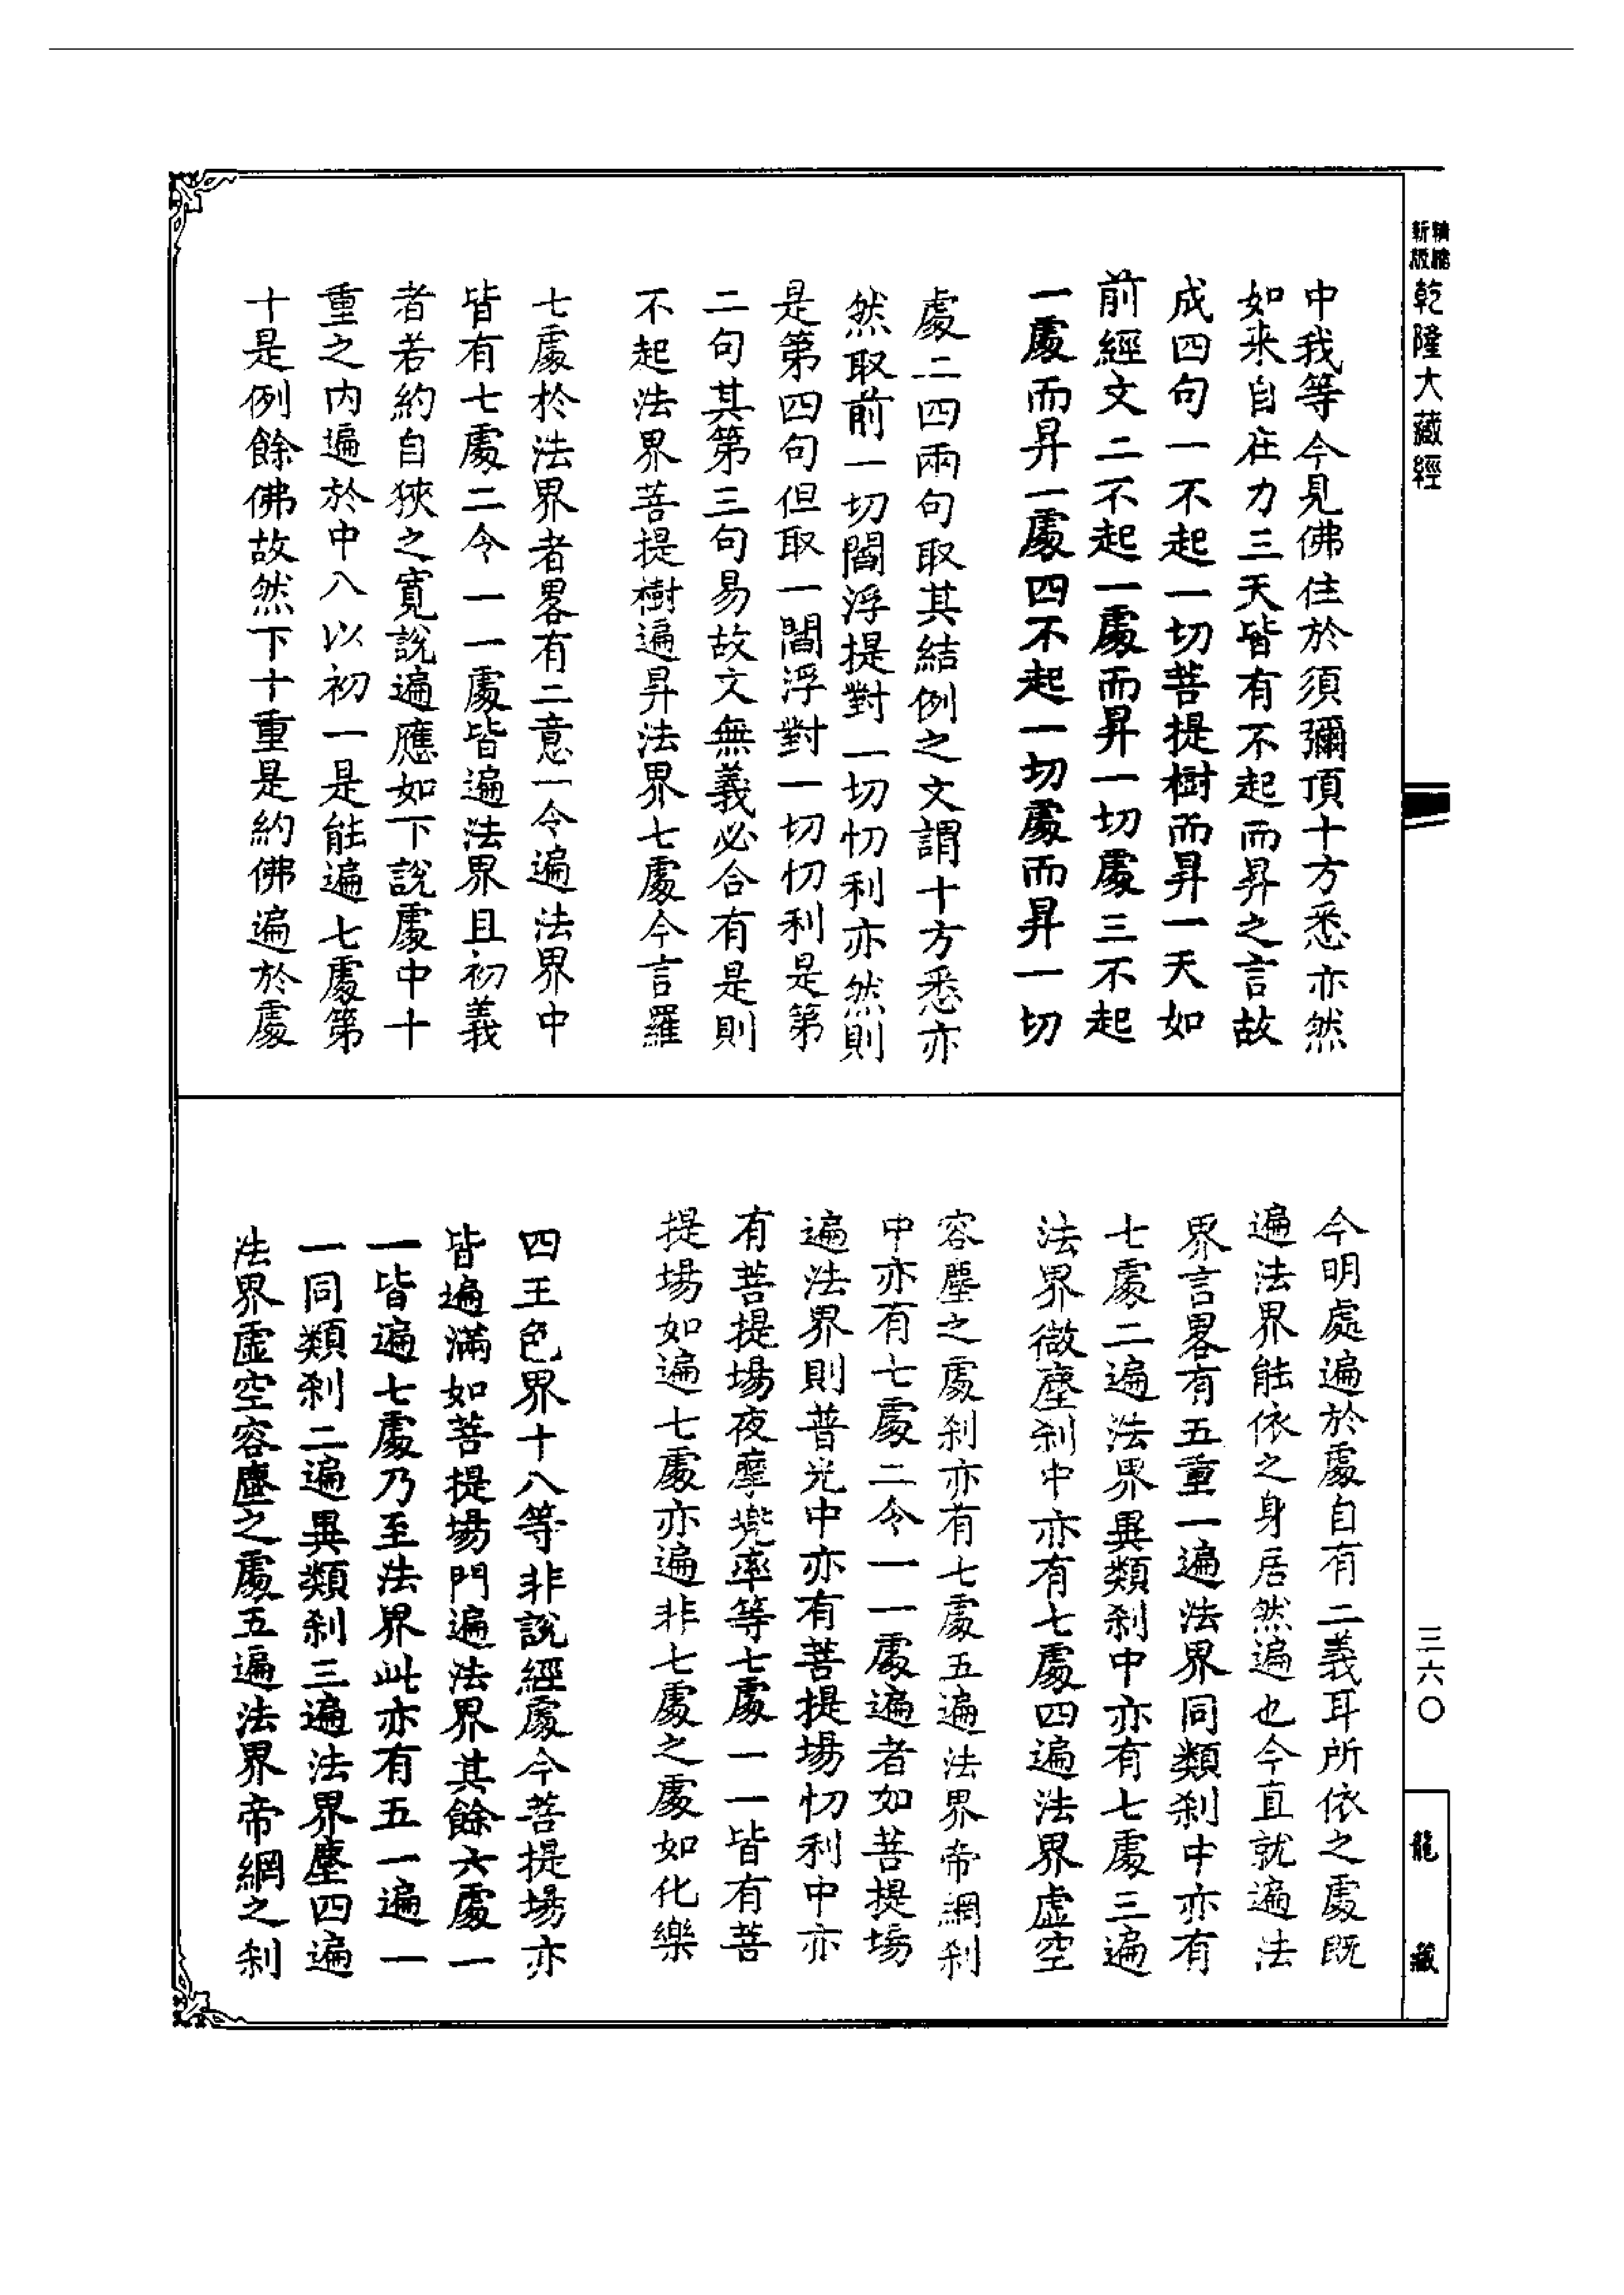 精縮
新版
乾隆大藏經
中我等今見佛住於須彌頂十方悉亦然
如来自在力三天皆有不起而昇之言故
成四句一不起一切菩提樹而昇一天如
前經文二不起一處而昇一切處三不起
一處而昇一處四不起一切處而昇一切
處二四兩句取其結例之文謂十方悉亦
然取前一切閻浮提對一切忉利亦然則
是第四句但取一閻浮對一切忉利是第
二句其第三句易故文無義必合有是則
不起法界菩提樹遍昇法界七處今言羅
七處於法界者畧有二意一令遍法界中
皆有七處二令一一處皆遍法界且初義
者若約自狹之寬說遍應如下說處中十
重之内遍於中八以初一是能遍七處第
十是例餘佛故然下十重是約佛遍於處
今明處遍於處自有二義耳所依之處既
遍法界能依之身居然遍也今直就遍法
界言畧有五重一遍法界同類刹中亦有
七處二遍法界異類刹中亦有七處三遍
法界微塵刹中亦有七處四遍法界虛空
容塵之處刹亦有七處五遍法界帝網刹
中亦有七處二令一一處遍者如菩提場
遍法界則普光中亦有菩提場忉利中亦
有菩提場夜摩兜率等七處一一皆有菩
提場如遍七處亦遍非七處之處如化樂
四王色界十八等非說經處今菩提場亦
皆遍滿如菩提場門遍法界其餘六處一
一皆遍七處乃至法界此亦有五一遍一
一同類刹二遍異類刹三遍法界塵四遍
法界虛空容塵之處五遍法界帝網之刹
三六〇
龍藏